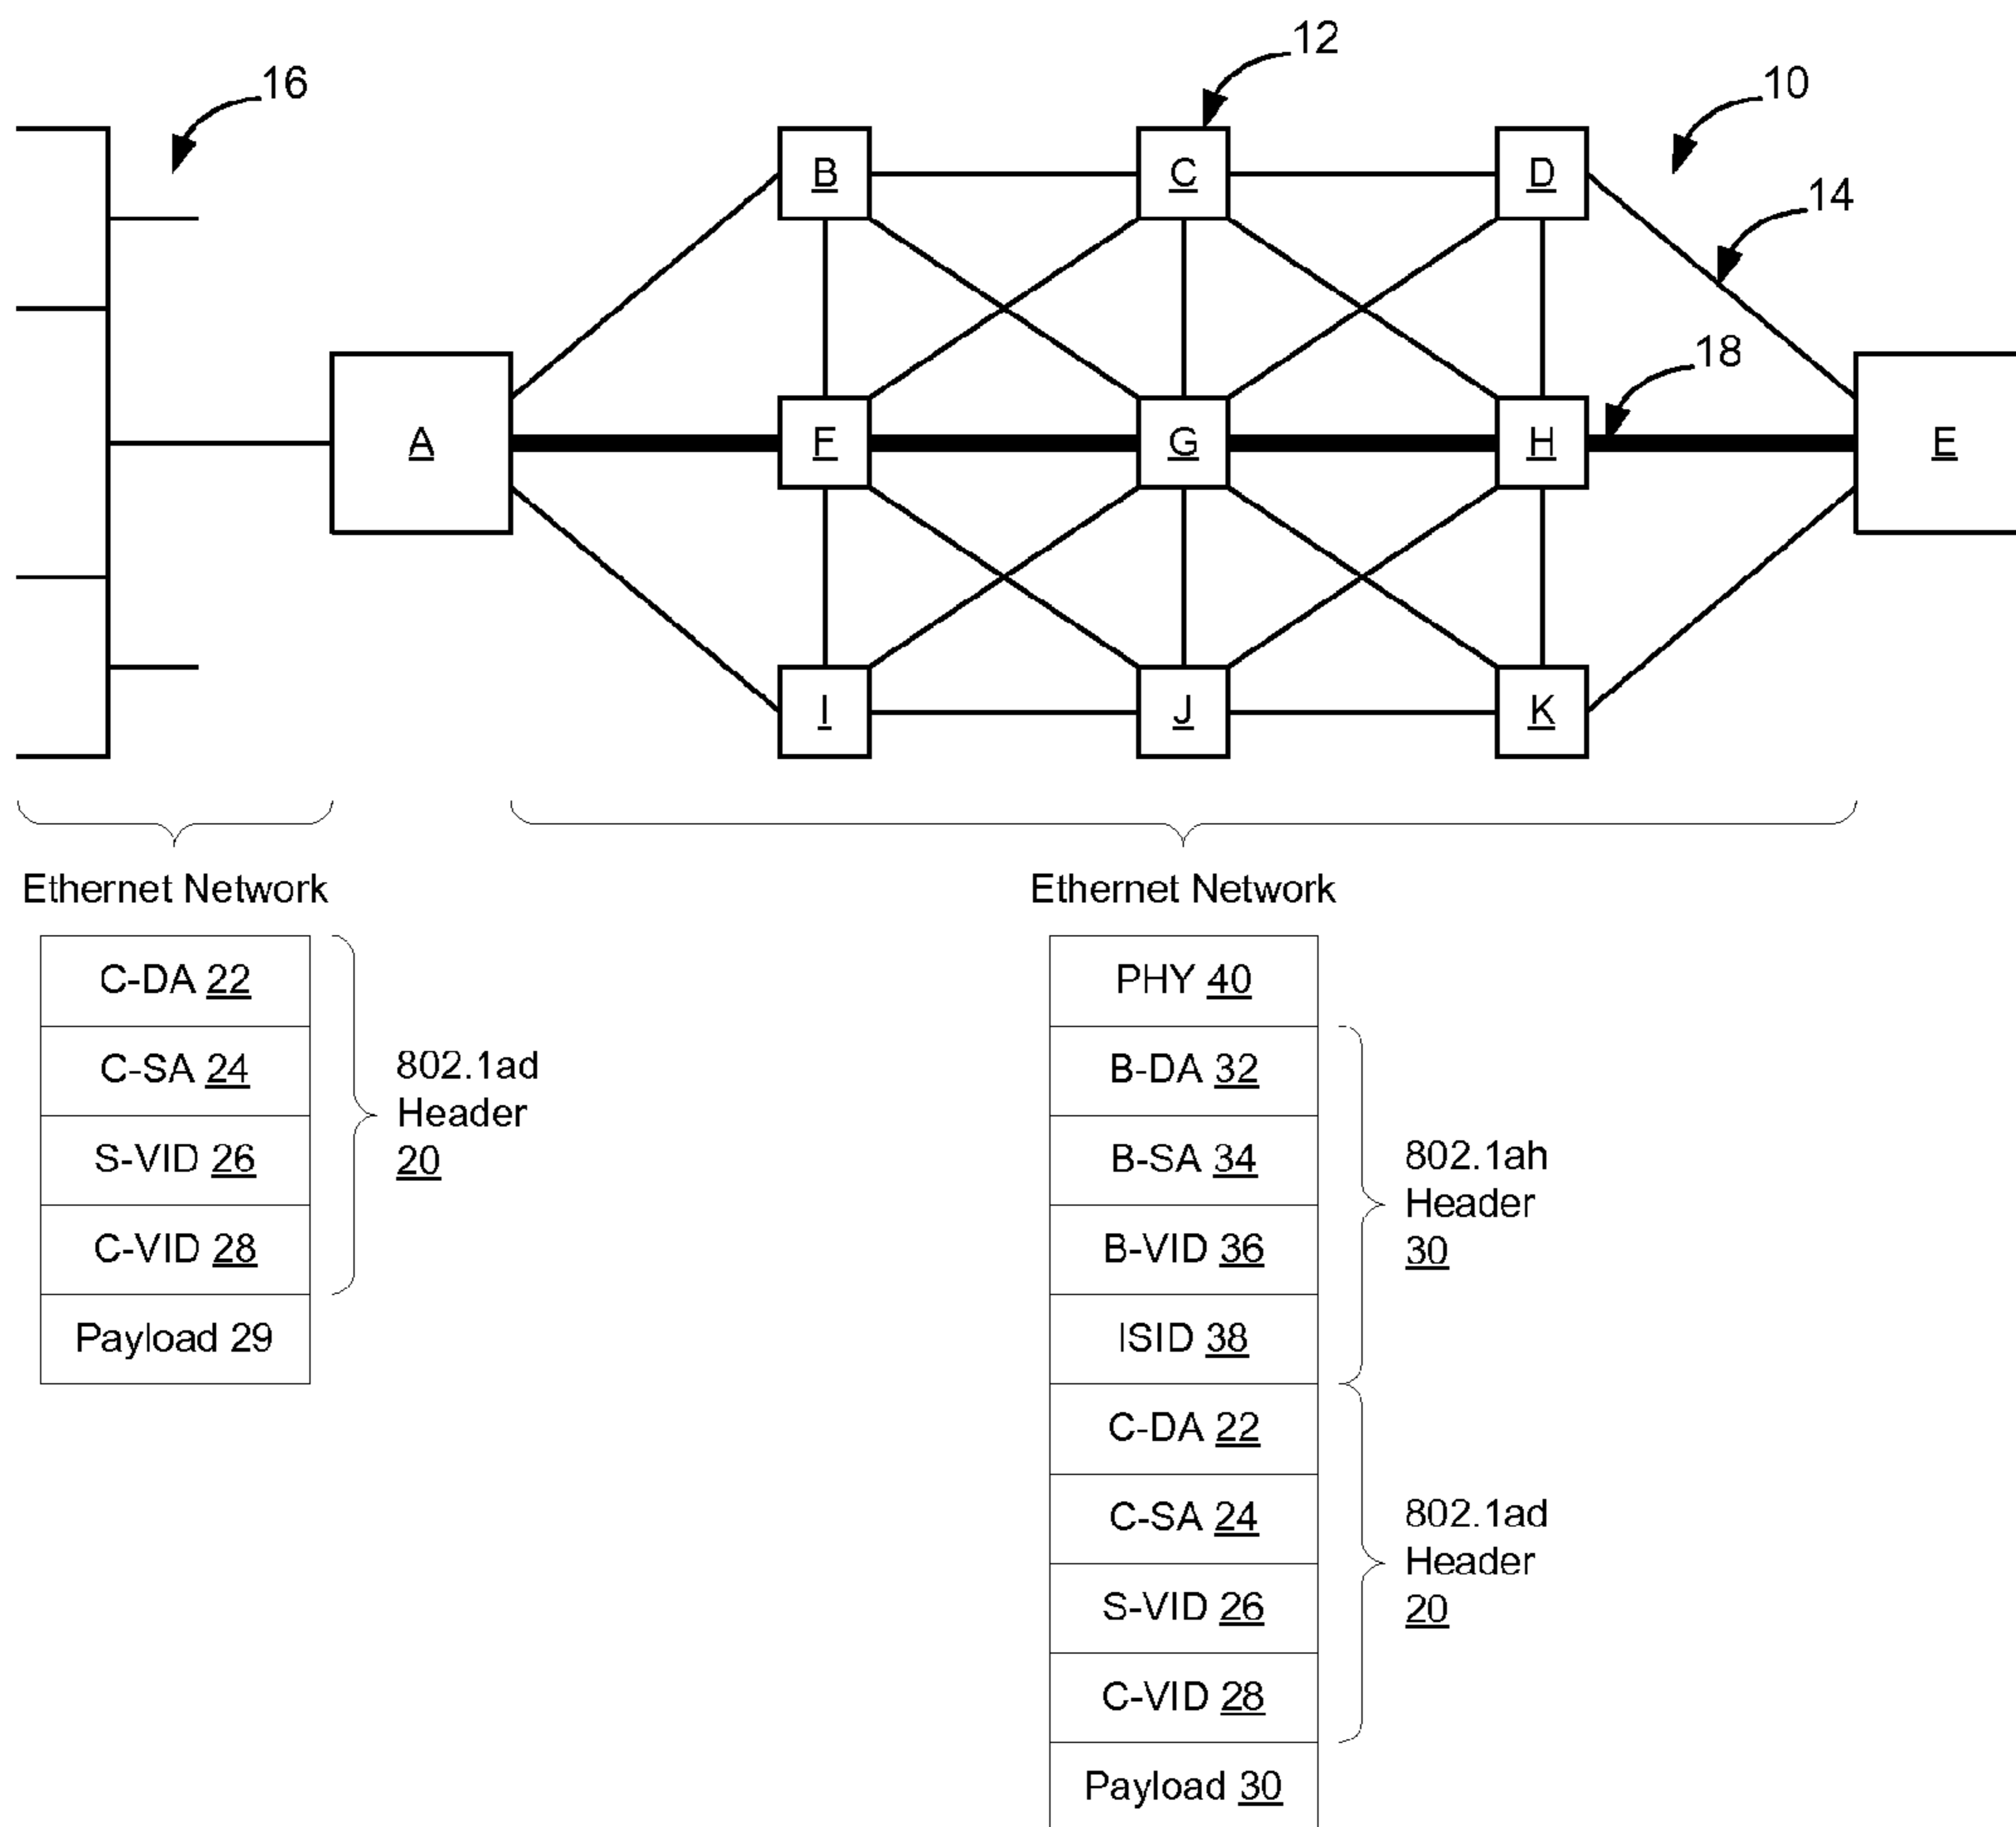 12
16
10
B
C
D
14
18
A
F
G
H
E
I
J
K
Ethernet Network
C-DA 22
C-SA 24
S-VID 26
C-VID 28
Payload 29
802.1ad
Header
20
Ethernet Network
PHY 40
B-DA 32
B-SA 34
B-VID 36
ISID 38
C-DA 22
C-SA 24
S-VID 26
C-VID 28
Payload 30
802.1ah
Header
30
802.1ad
Header
20